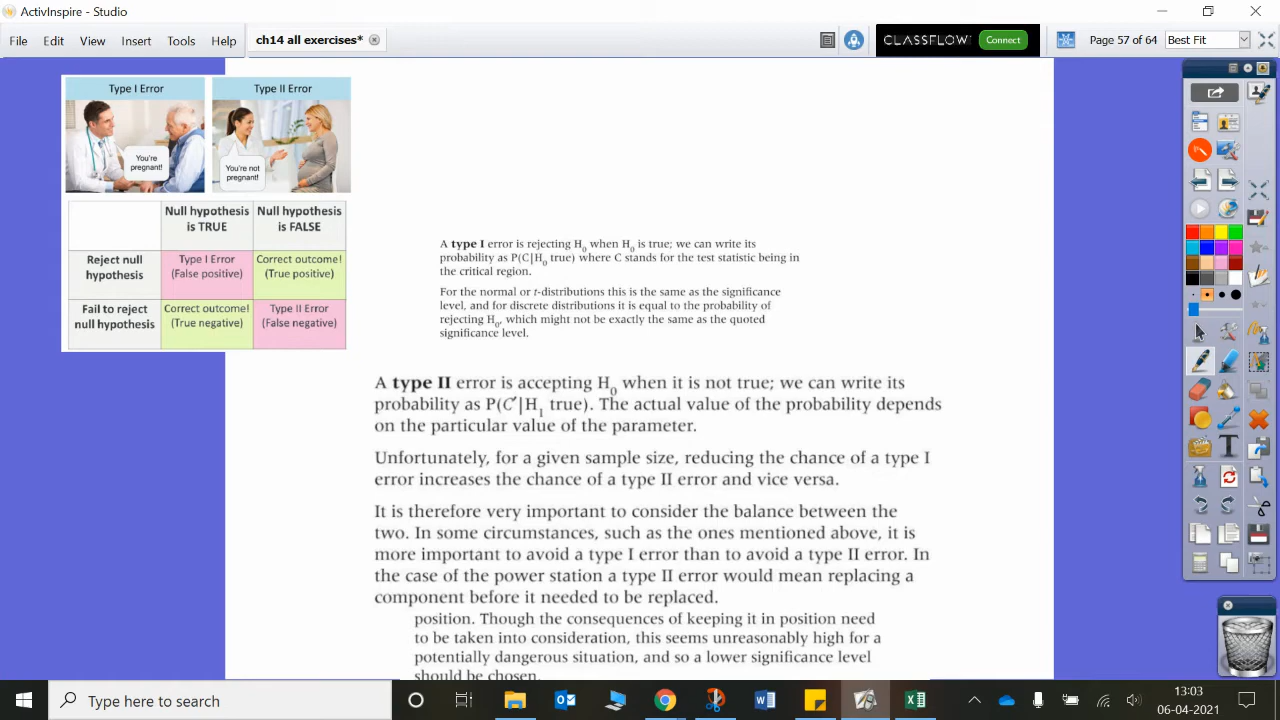 ActivInspire - Studio
File Edit View Insert Tools Help
ch14 all exercises*
CLASSFLOW
Connect
Page 57 of 64
Best Fit
Type I Error
Type II Error
You're
pregnant!
You're not
pregnant!
Null hypothesis
is TRUE
Null hypothesis
is FALSE
Reject null
hypothesis
Type I Error
(False positive)
Correct outcome!
(True positive)
Fail to reject
null hypothesis
Correct outcome!
(True negative)
Type II Error
(False negative)
A type I error is rejecting H0 when H0 is true; we can write its
probability as P(C|H0 true) where C stands for the test statistic being in
the critical region.
For the normal or t-distributions this is the same as the significance
level, and for discrete distributions it is equal to the probability of
rejecting H0, which might not be exactly the same as the quoted
significance level.
A type II error is accepting H0 when it is not true; we can write its
probability as P(C′|H1 true). The actual value of the probability depends
on the particular value of the parameter.
Unfortunately, for a given sample size, reducing the chance of a type I
error increases the chance of a type II error and vice versa.
It is therefore very important to consider the balance between the
two. In some circumstances, such as the ones mentioned above, it is
more important to avoid a type I error than to avoid a type II error. In
the case of the power station a type II error would mean replacing a
component before it needed to be replaced.
position. Though the consequences of keeping it in position need
to be taken into consideration, this seems unreasonably high for a
potentially dangerous situation, and so a lower significance level
should be chosen.
Type here to search
13:03
06-04-2021